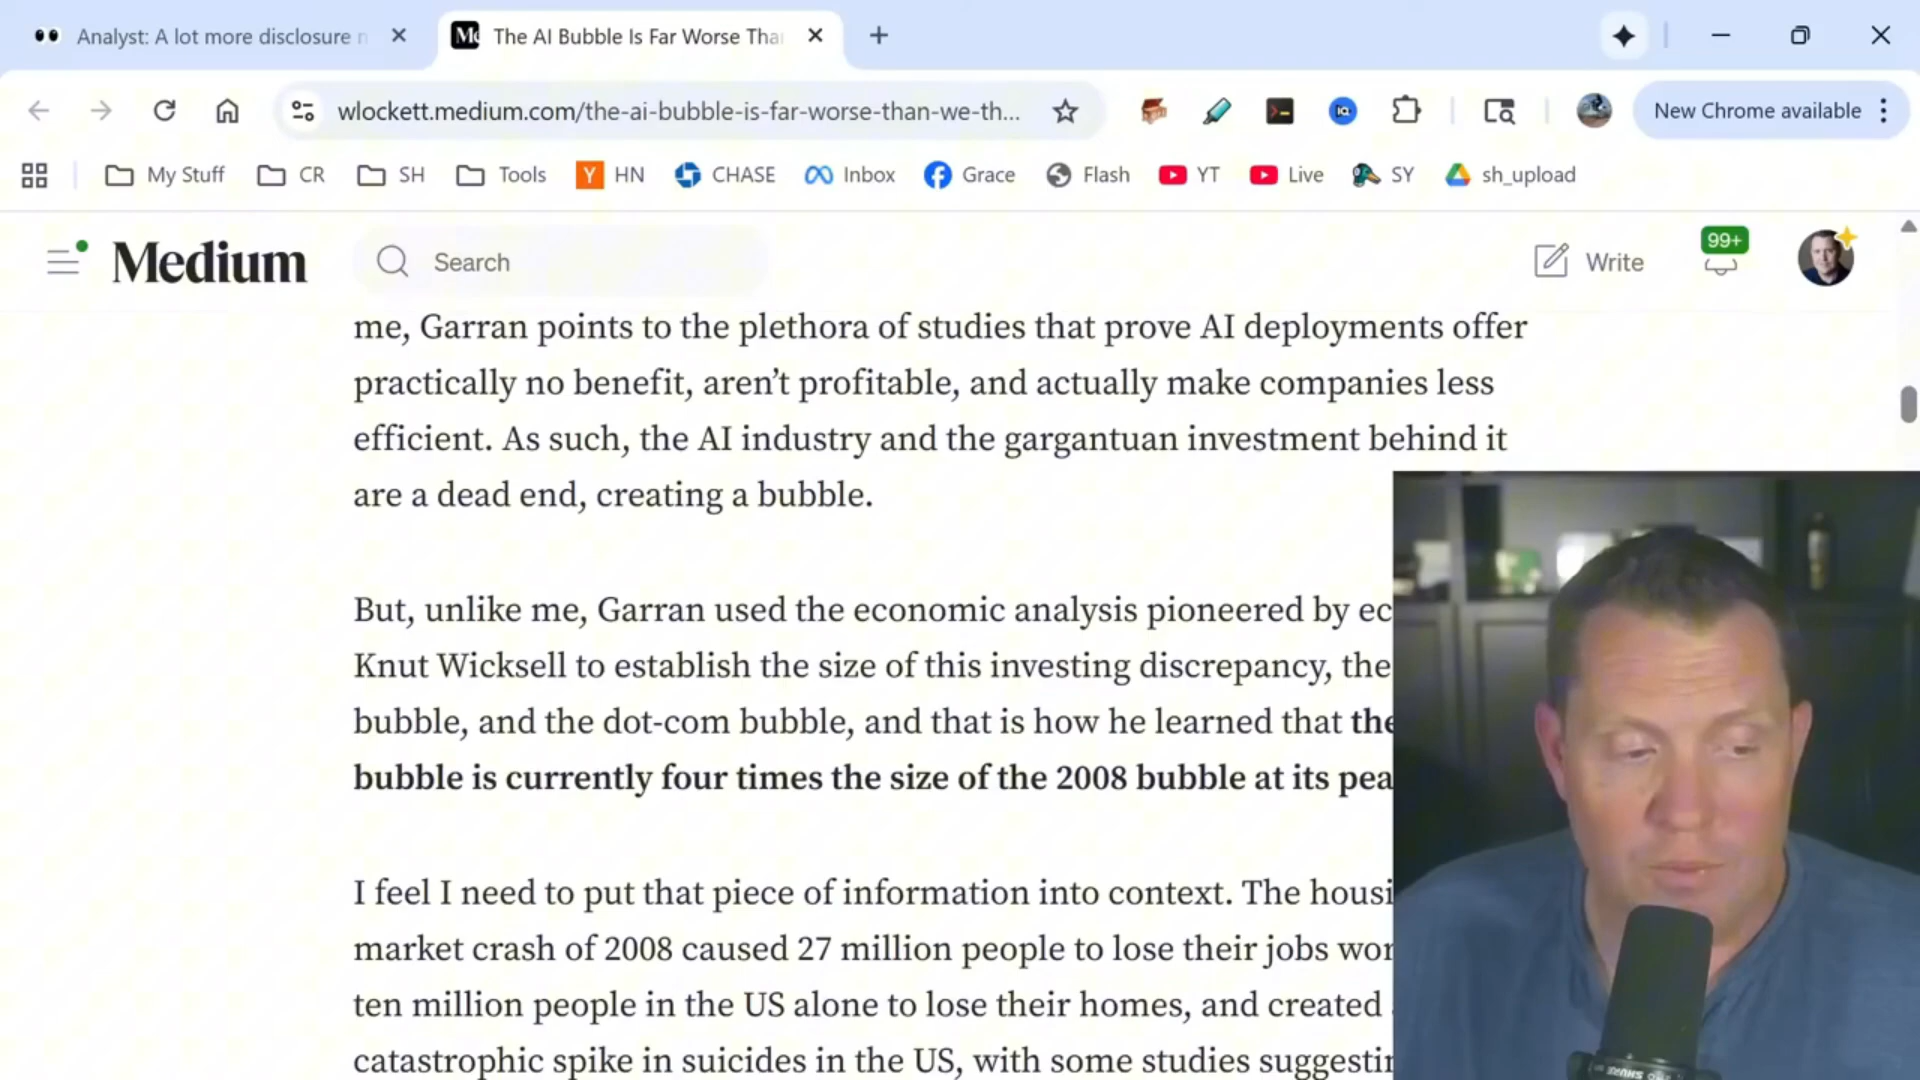 Analyst: A lot more disclosure
The AI Bubble Is Far Worse
wlockett.medium.com/the-ai-bubble-is-far-worse-than-we-th...
New Chrome available
My Stuff
CR
SH
Tools
Y
HN
CHASE
Inbox
Grace
Flash
YT
Live
SY
sh_upload
Medium
Search
Write
99+
me, Garran points to the plethora of studies that prove AI deployments offer
practically no benefit, aren’t profitable, and actually make companies less
efficient. As such, the AI industry and the gargantuan investment behind it
are a dead end, creating a bubble.
But, unlike me, Garran used the economic analysis pioneered by ec
Knut Wicksell to establish the size of this investing discrepancy, the
bubble, and the dot-com bubble, and that is how he learned that the
bubble is currently four times the size of the 2008 bubble at its pea
I feel I need to put that piece of information into context. The housi
market crash of 2008 caused 27 million people to lose their jobs wor
ten million people in the US alone to lose their homes, and created
catastrophic spike in suicides in the US, with some studies suggestin
SHURE